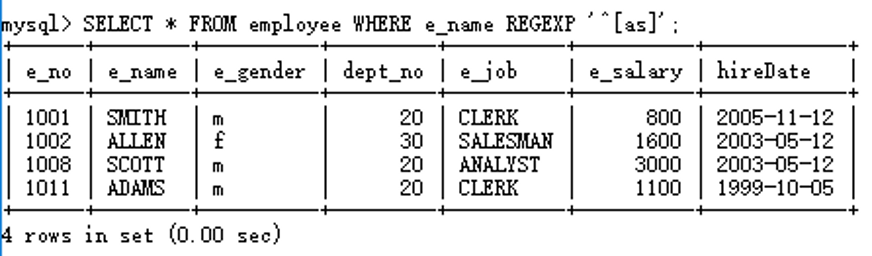 mysql> SELECT * FROM employee WHERE e_name REGEXP '^[as]';
+------+--------+----------+---------+----------+----------+------------+
| e_no | e_name | e_gender | dept_no | e_job    | e_salary | hireDate   |
+------+--------+----------+---------+----------+----------+------------+
| 1001 | SMITH  | m        |      20 | CLERK    |      800 | 2005-11-12 |
| 1002 | ALLEN  | f        |      30 | SALESMAN |     1600 | 2003-05-12 |
| 1008 | SCOTT  | m        |      20 | ANALYST  |     3000 | 2003-05-12 |
| 1011 | ADAMS  | m        |      20 | CLERK    |     1100 | 1999-10-05 |
+------+--------+----------+---------+----------+----------+------------+
4 rows in set (0.00 sec)